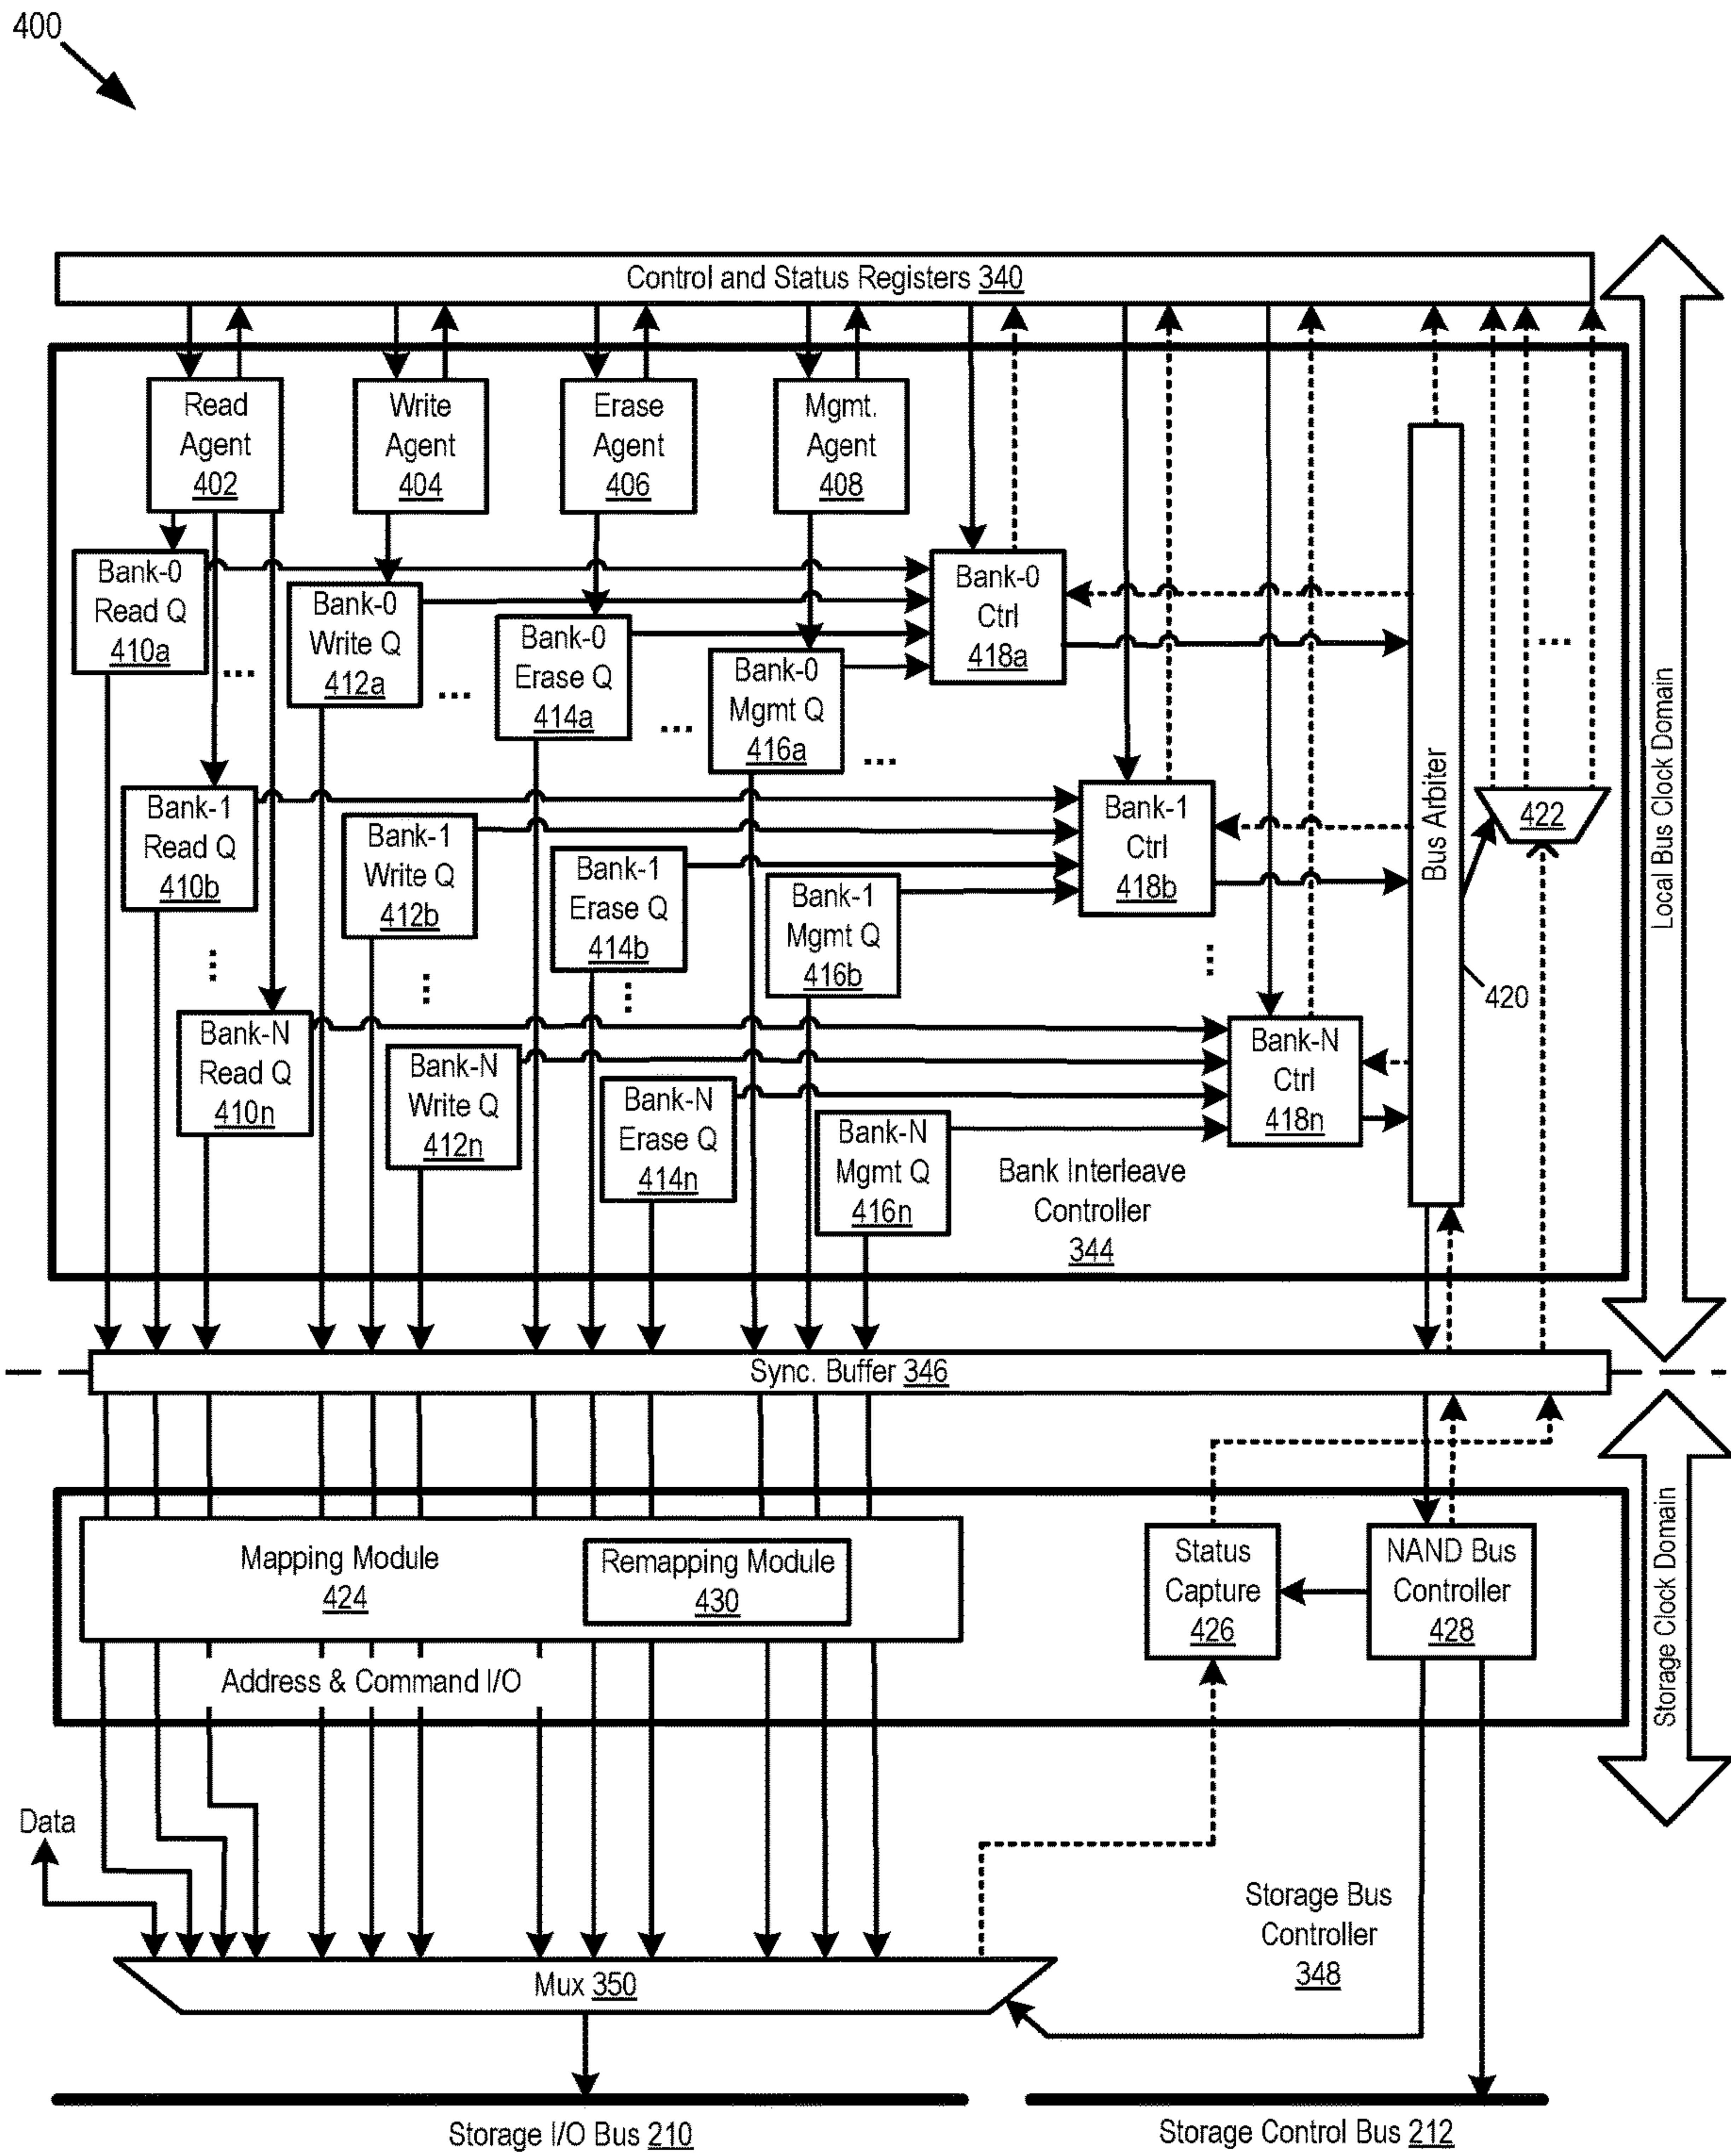 400
Control and Status Registers 340
Read
Agent
402
Write
Agent
404
Erase
Agent
406
Mgmt.
Agent
408
Bank-0
Read Q
410a
...
Bank-0
Write Q
412a
...
Bank-0
Erase Q
414a
...
Bank-0
Mgmt Q
416a
...
Bank-0
Ctrl
418a
...
Bank-1
Read Q
410b
...
Bank-1
Write Q
412b
...
Bank-1
Erase Q
414b
...
Bank-1
Mgmt Q
416b
Bank-1
Ctrl
418b
...
Bus Arbiter
420
422
Local Bus Clock Domain
Bank-N
Read Q
410n
Bank-N
Write Q
412n
Bank-N
Erase Q
414n
Bank-N
Mgmt Q
416n
Bank-N
Ctrl
418n
Bank Interleave
Controller
344
Sync. Buffer 346
Mapping Module
424
Remapping Module
430
Status
Capture
426
NAND Bus
Controller
428
Storage Clock Domain
Address & Command I/O
Data
Storage Bus
Controller
348
Mux 350
Storage I/O Bus 210
Storage Control Bus 212